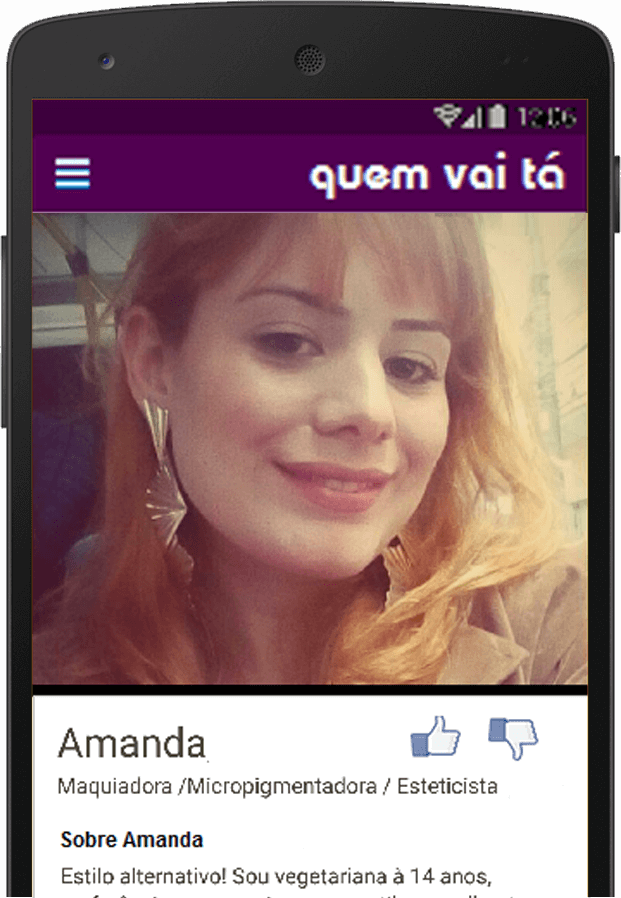 12:06
quem vai tá
Amanda
Maquiadora /Micropigmentadora / Esteticista
Sobre Amanda
Estilo alternativo! Sou vegetariana à 14 anos,